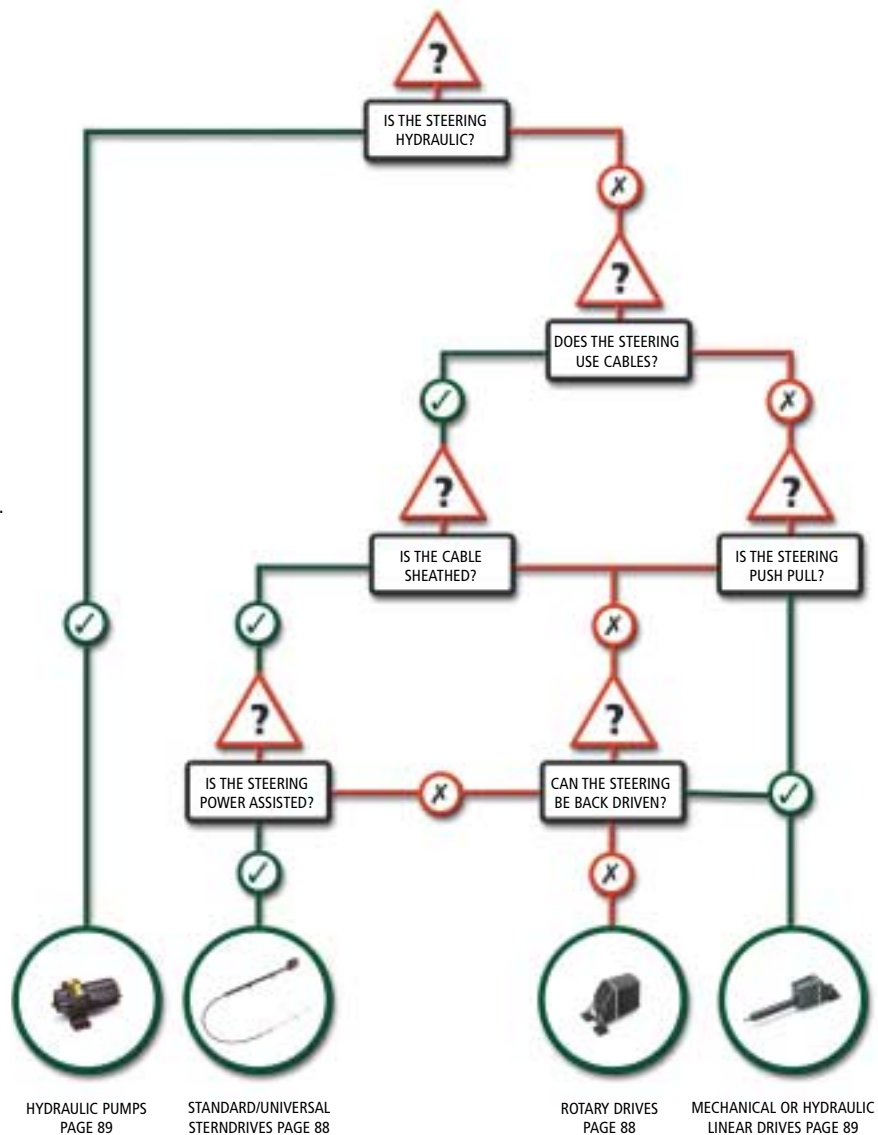 ?
IS THE STEERING
HYDRAULIC?
✗
?
DOES THE STEERING
USE CABLES?
✓
✗
?
?
IS THE CABLE
SHEATHED?
IS THE STEERING
PUSH PULL?
.
✓
✓
✗
?
?
IS THE STEERING
POWER ASSISTED?
✗
CAN THE STEERING
BE BACK DRIVEN?
✓
✓
✗
HYDRAULIC PUMPS
PAGE 89
STANDARD/UNIVERSAL
STERNDRIVES PAGE 88
ROTARY DRIVES
PAGE 88
MECHANICAL OR HYDRAULIC
LINEAR DRIVES PAGE 89